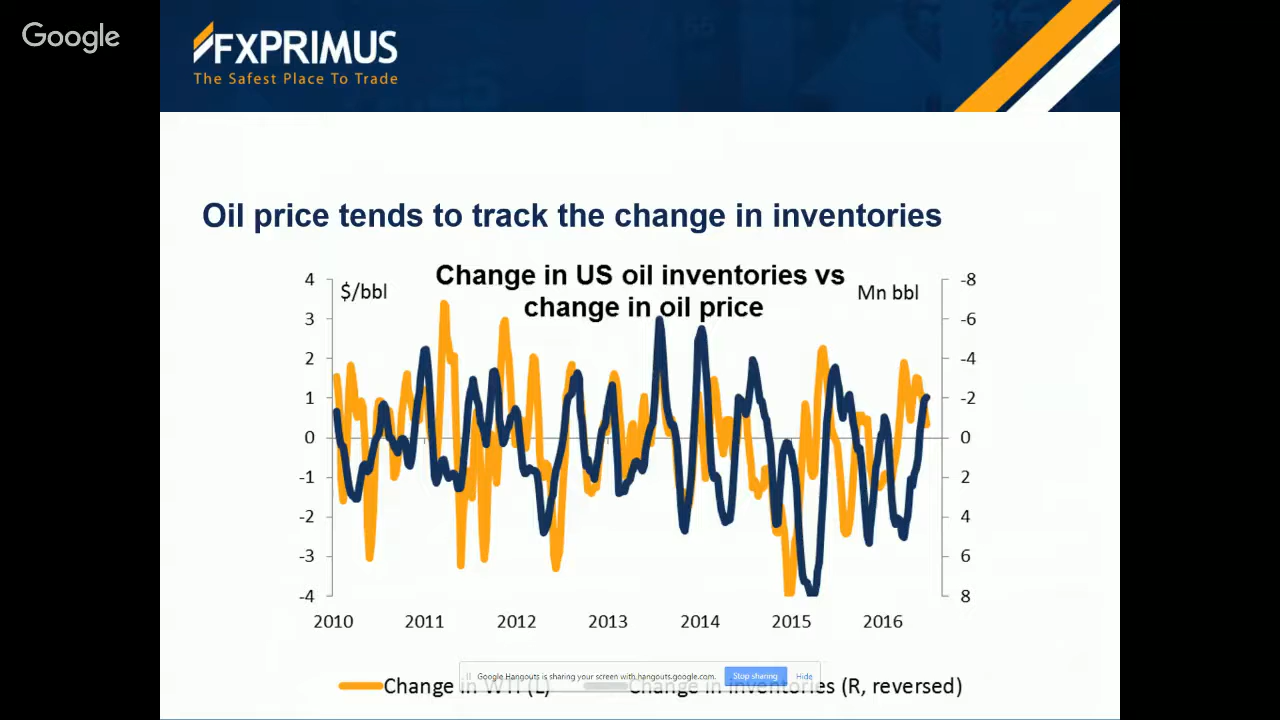 Google
FXPRIMUS
The Safest Place To Trade
Oil price tends to track the change in inventories
Change in US oil inventories vs
change in oil price
$/bbl
Mn bbl
4
3
2
1
0
-1
-2
-3
-4
-8
-6
-4
-2
0
2
4
6
8
2010 2011 2012 2013 2014 2015 2016
Google Hangouts is sharing your screen with hangouts.google.com. Stop sharing Hide
Change in WTI (L) Change in inventories (R, reversed)